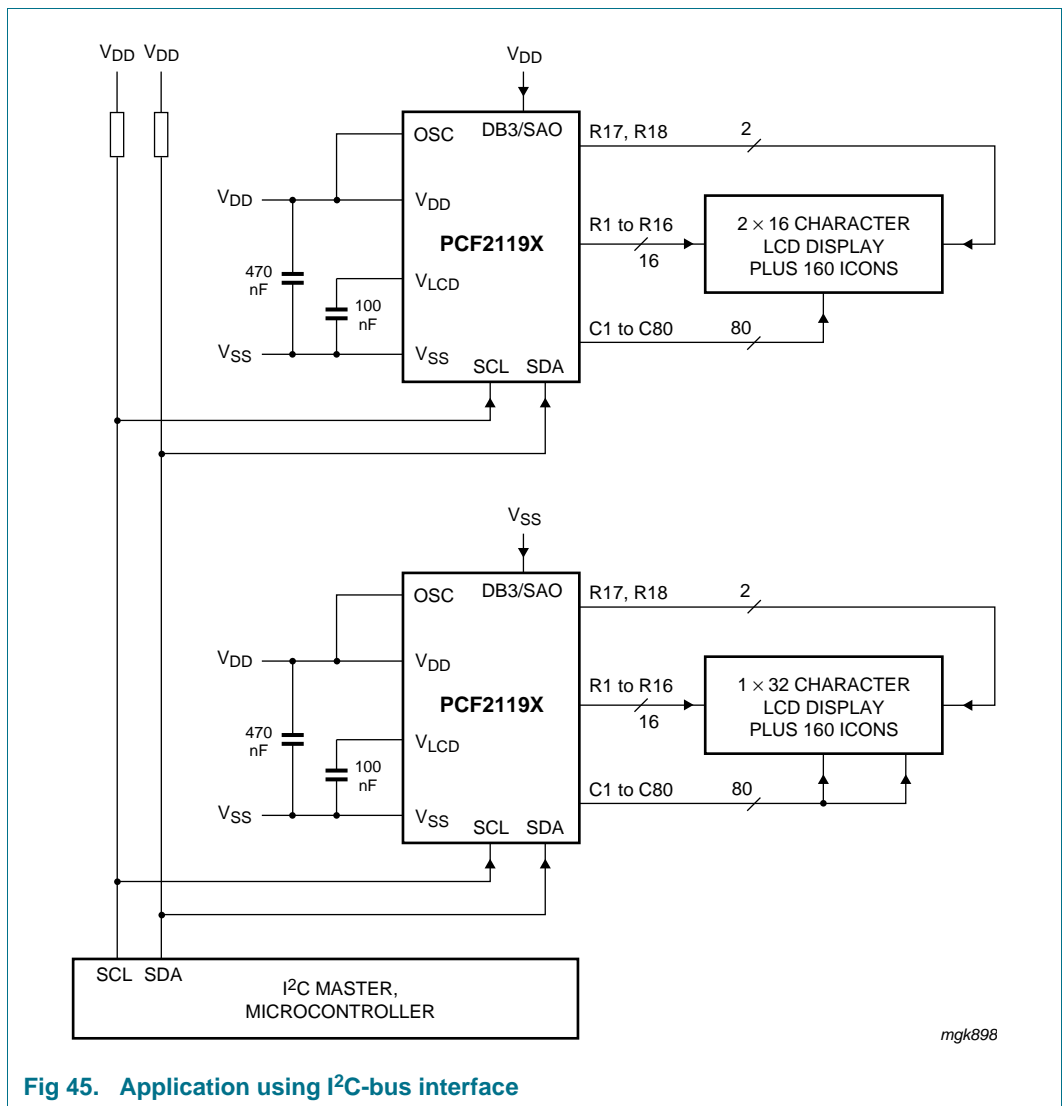 VDD VDD
VDD
OSC
DB3/SAO
R17, R18
2
VDD
VDD
PCF2119X
R1 to R16
16
2 × 16 CHARACTER
LCD DISPLAY
PLUS 160 ICONS
470
nF
VLCD
100
nF
C1 to C80
80
VSS
VSS
SCL SDA
VSS
OSC
DB3/SAO
R17, R18
2
VDD
VDD
PCF2119X
R1 to R16
16
1 × 32 CHARACTER
LCD DISPLAY
PLUS 160 ICONS
470
nF
VLCD
100
nF
C1 to C80
80
VSS
VSS
SCL SDA
SCL SDA
I²C MASTER,
MICROCONTROLLER
mgk898
Fig 45. Application using I²C-bus interface